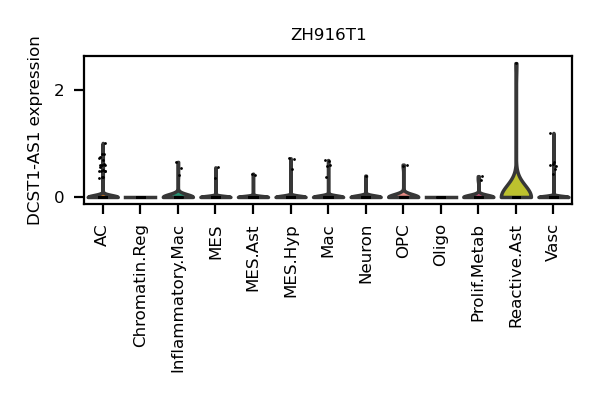 ZH916T1
DCST1-AS1 expression
2
0
AC
Chromatin.Reg
Inflammatory.Mac
MES
MES.Ast
MES.Hyp
Mac
Neuron
OPC
Oligo
Prolif.Metab
Reactive.Ast
Vasc